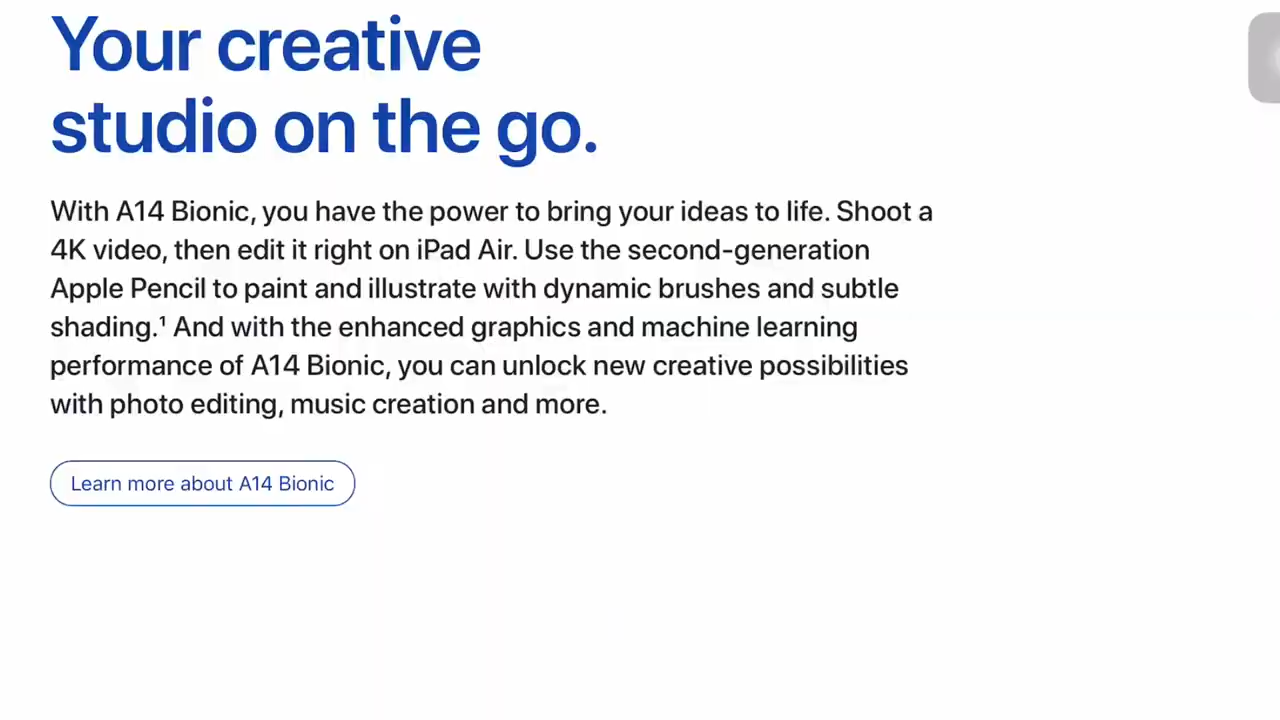 Your creative
studio on the go.
With A14 Bionic, you have the power to bring your ideas to life. Shoot a
4K video, then edit it right on iPad Air. Use the second-generation
Apple Pencil to paint and illustrate with dynamic brushes and subtle
shading.¹ And with the enhanced graphics and machine learning
performance of A14 Bionic, you can unlock new creative possibilities
with photo editing, music creation and more.
Learn more about A14 Bionic